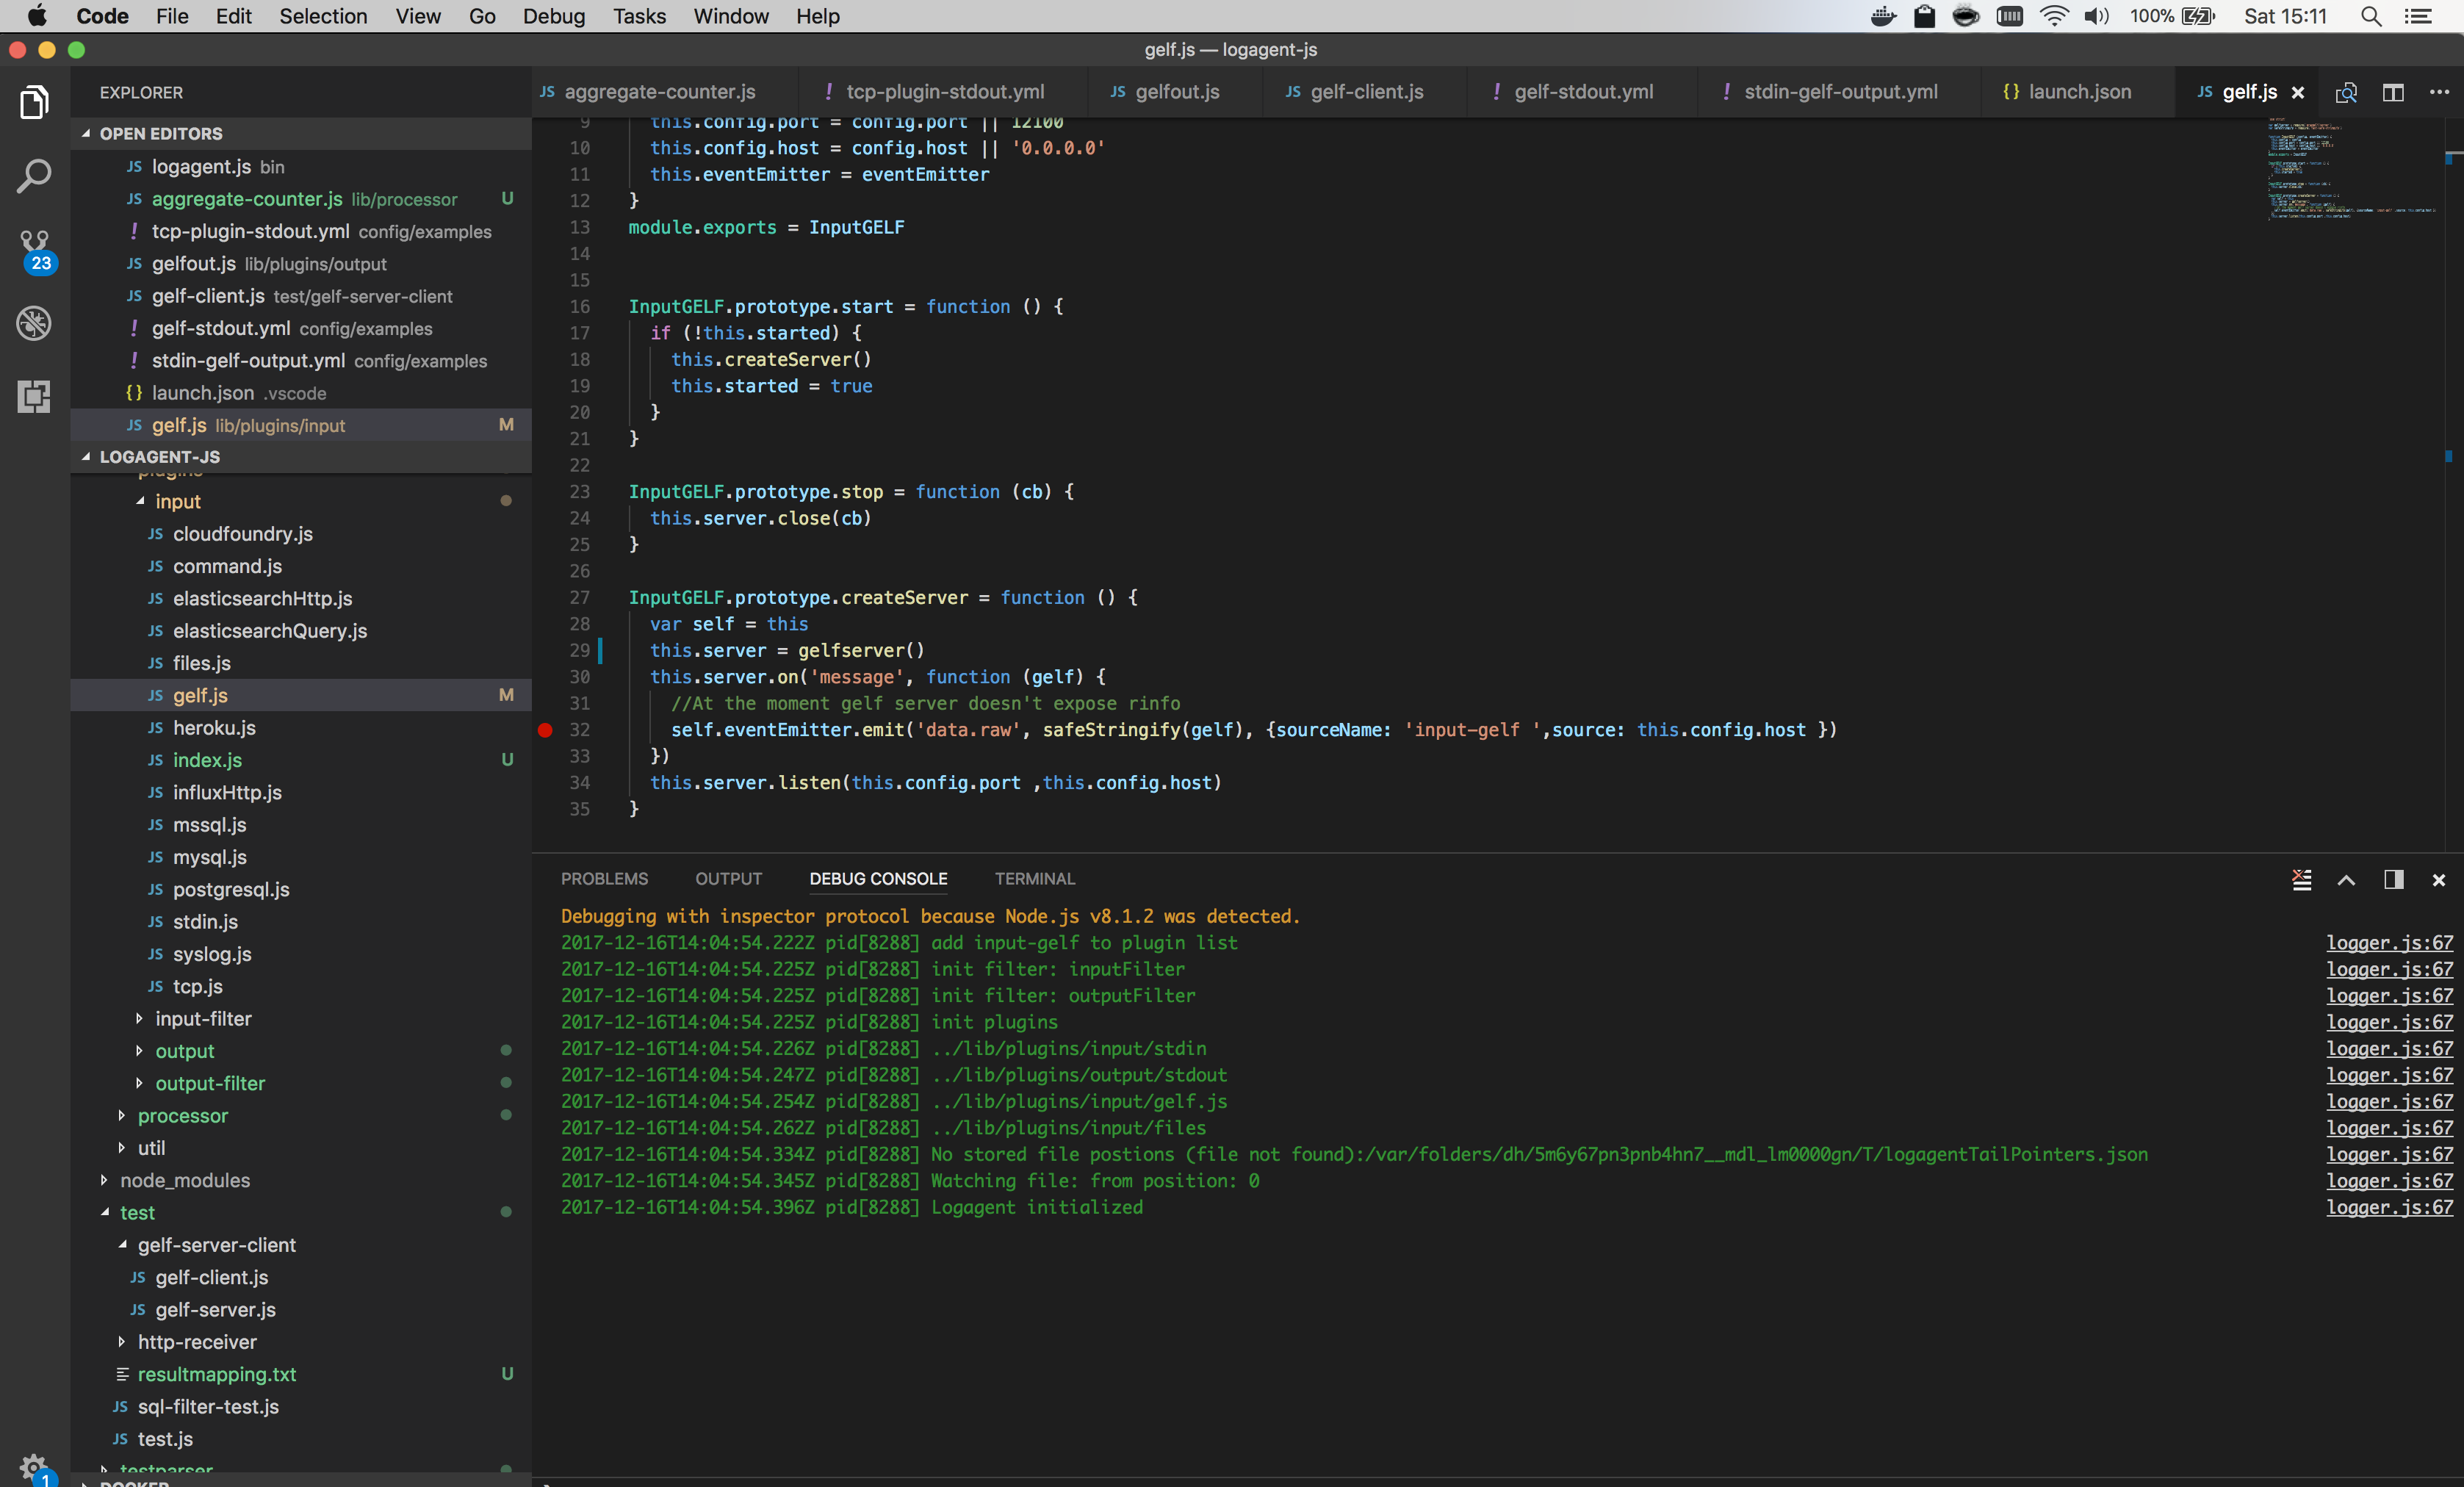 Code File Edit Selection View Go Debug Tasks Window Help 100% Sat 15:11
gelf.js — logagent-js
EXPLORER
OPEN EDITORS
JS logagent.js bin
JS aggregate-counter.js lib/processor U
! tcp-plugin-stdout.yml config/examples
JS gelfout.js lib/plugins/output
JS gelf-client.js test/gelf-server-client
! gelf-stdout.yml config/examples
! stdin-gelf-output.yml config/examples
{} launch.json .vscode
JS gelf.js lib/plugins/input M
23
LOGAGENT-JS
plugins
input
JS cloudfoundry.js
JS command.js
JS elasticsearchHttp.js
JS elasticsearchQuery.js
JS files.js
JS gelf.js M
JS heroku.js
JS index.js U
JS influxHttp.js
JS mssql.js
JS mysql.js
JS postgresql.js
JS stdin.js
JS syslog.js
JS tcp.js
input-filter
output
output-filter
processor
util
node_modules
test
gelf-server-client
JS gelf-client.js
JS gelf-server.js
http-receiver
resultmapping.txt U
JS sql-filter-test.js
JS test.js
testparser
DOCKER
1
JS aggregate-counter.js ! tcp-plugin-stdout.yml JS gelfout.js JS gelf-client.js ! gelf-stdout.yml ! stdin-gelf-output.yml {} launch.json JS gelf.js
9 this.config.port = config.port || 12100
10 this.config.host = config.host || '0.0.0.0'
11 this.eventEmitter = eventEmitter
12 }
13 module.exports = InputGELF
14
15
16 InputGELF.prototype.start = function () {
17 if (!this.started) {
18 this.createServer()
19 this.started = true
20 }
21 }
22
23 InputGELF.prototype.stop = function (cb) {
24 this.server.close(cb)
25 }
26
27 InputGELF.prototype.createServer = function () {
28 var self = this
29 this.server = gelfserver()
30 this.server.on('message', function (gelf) {
31 //At the moment gelf server doesn't expose rinfo
32 self.eventEmitter.emit('data.raw', safeStringify(gelf), {sourceName: 'input-gelf ',source: this.config.host })
33 })
34 this.server.listen(this.config.port ,this.config.host)
35 }
PROBLEMS OUTPUT DEBUG CONSOLE TERMINAL
Debugging with inspector protocol because Node.js v8.1.2 was detected.
2017-12-16T14:04:54.222Z pid[8288] add input-gelf to plugin list logger.js:67
2017-12-16T14:04:54.225Z pid[8288] init filter: inputFilter logger.js:67
2017-12-16T14:04:54.225Z pid[8288] init filter: outputFilter logger.js:67
2017-12-16T14:04:54.225Z pid[8288] init plugins logger.js:67
2017-12-16T14:04:54.226Z pid[8288] ../lib/plugins/input/stdin logger.js:67
2017-12-16T14:04:54.247Z pid[8288] ../lib/plugins/output/stdout logger.js:67
2017-12-16T14:04:54.254Z pid[8288] ../lib/plugins/input/gelf.js logger.js:67
2017-12-16T14:04:54.262Z pid[8288] ../lib/plugins/input/files logger.js:67
2017-12-16T14:04:54.334Z pid[8288] No stored file postions (file not found):/var/folders/dh/5m6y67pn3pnb4hn7__mdl_lm0000gn/T/logagentTailPointers.json logger.js:67
2017-12-16T14:04:54.345Z pid[8288] Watching file: from position: 0 logger.js:67
2017-12-16T14:04:54.396Z pid[8288] Logagent initialized logger.js:67